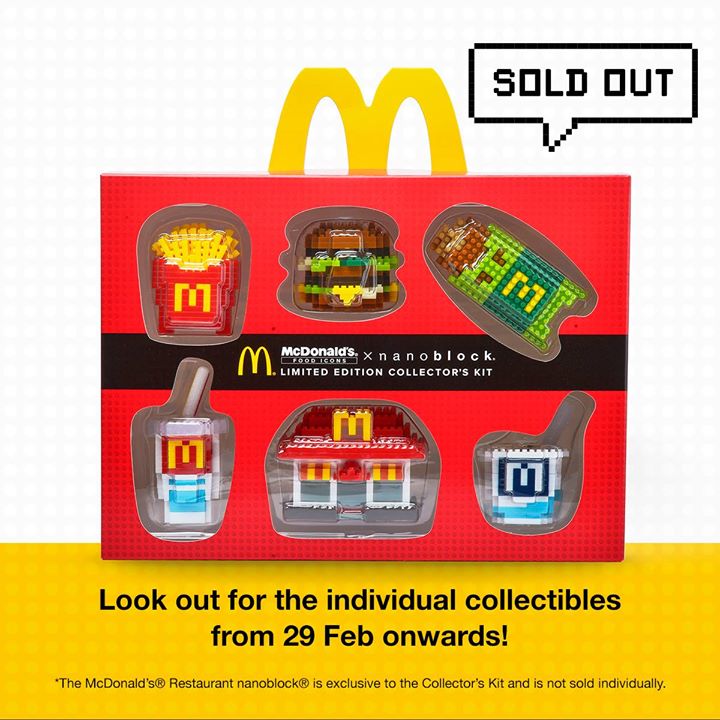 SOLD OUT
McDonald's® × nanoblock®
FOOD ICONS
LIMITED EDITION COLLECTOR'S KIT
Look out for the individual collectibles
from 29 Feb onwards!
*The McDonald's® Restaurant nanoblock® is exclusive to the Collector's Kit and is not sold individually.